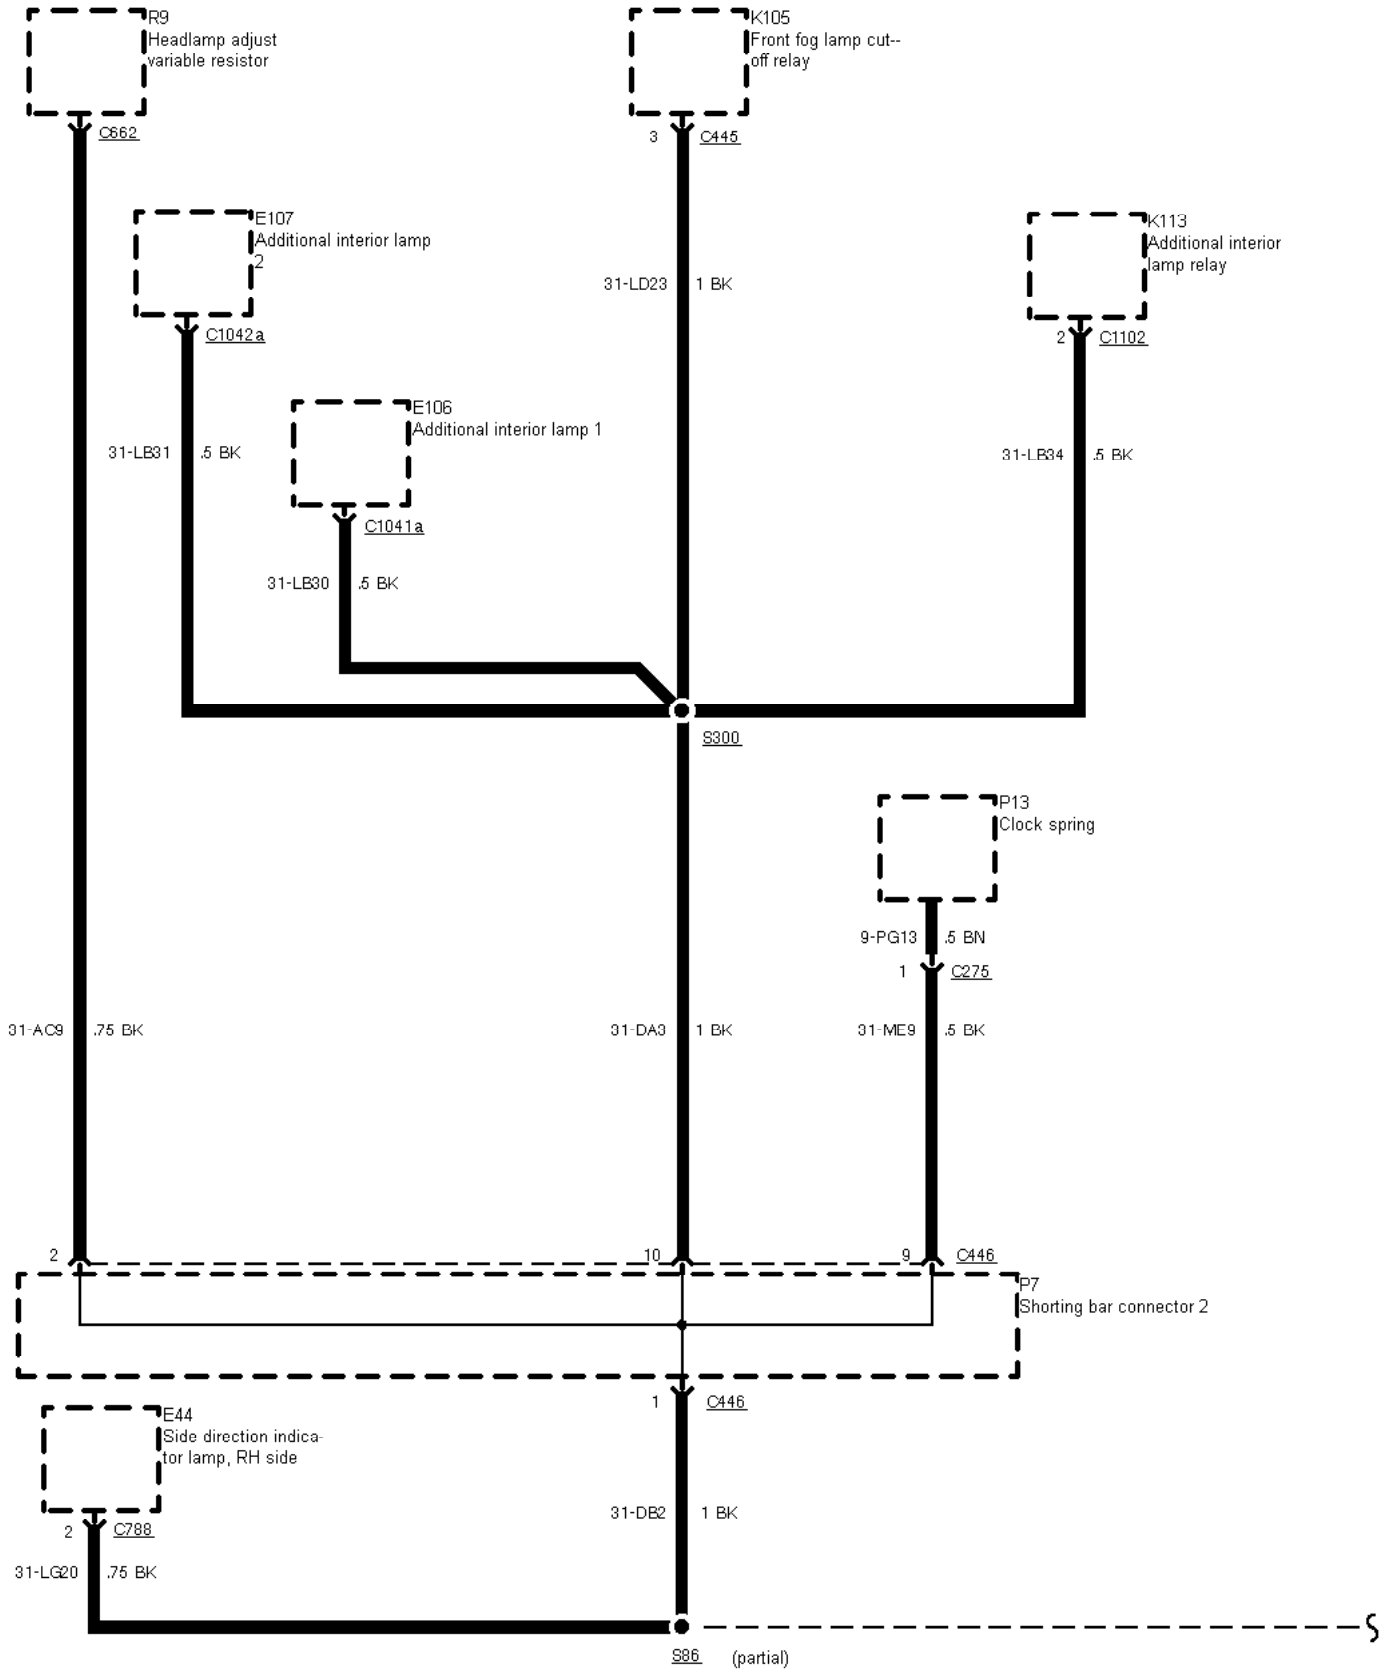 R9
Headlamp adjust
variable resistor
C662
K105
Front fog lamp cut--
off relay
3
C445
E107
Additional interior lamp
2
C1042a
31-LD23
1 BK
K113
Additional interior
lamp relay
2
C1102
E106
Additional interior lamp 1
C1041a
31-LB31
.5 BK
31-LB34
.5 BK
31-LB30
.5 BK
S300
P13
Clock spring
9-PG13
.5 BN
1
C275
31-AC9
.75 BK
31-DA3
1 BK
31-ME9
.5 BK
2
10
9
C446
P7
Shorting bar connector 2
1
C446
E44
Side direction indica-
tor lamp, RH side
2
C788
31-DB2
1 BK
31-LG20
.75 BK
S86
(partial)